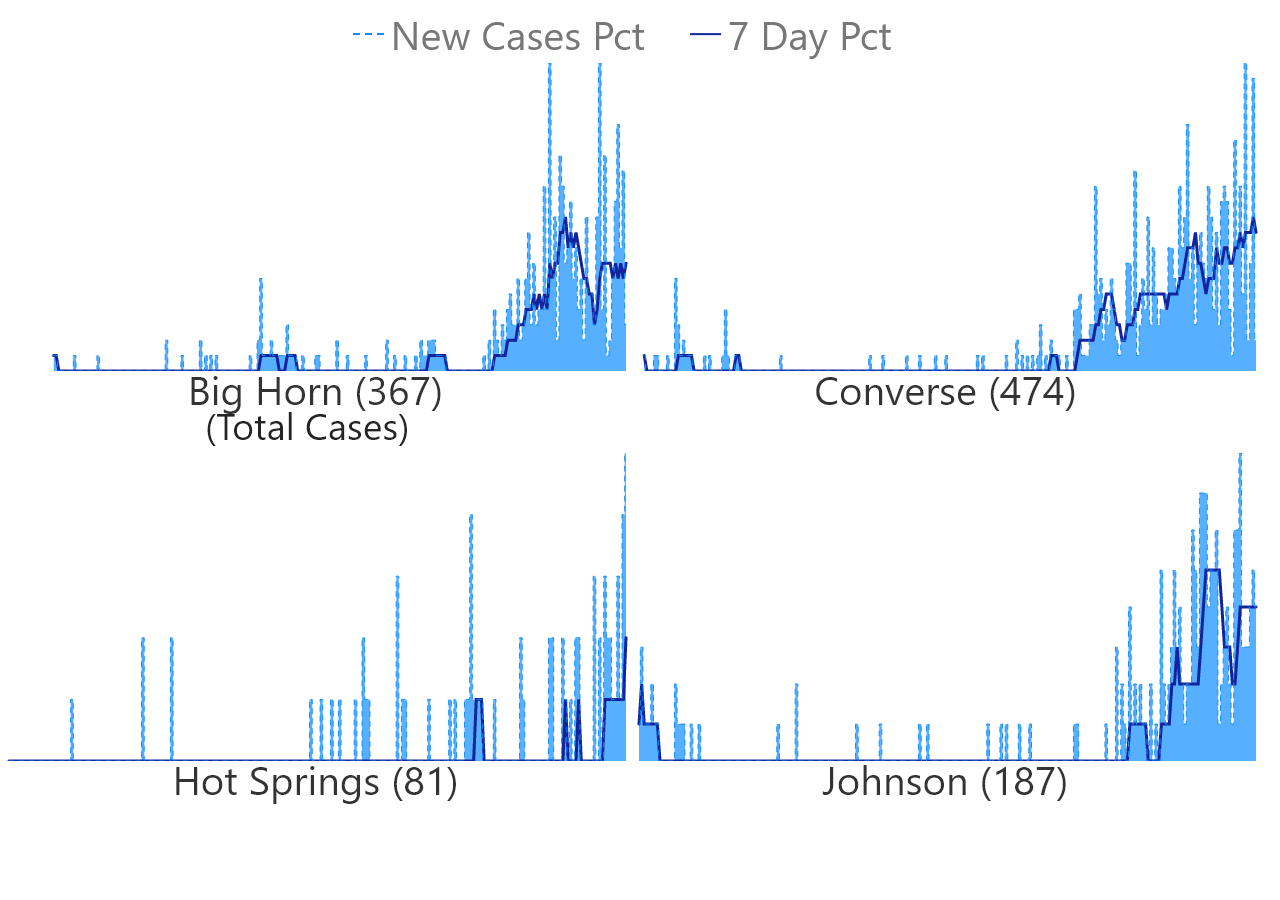 New Cases Pct 7 Day Pct
Big Horn (367) Converse (474)
(Total Cases)
Hot Springs (81) Johnson (187)